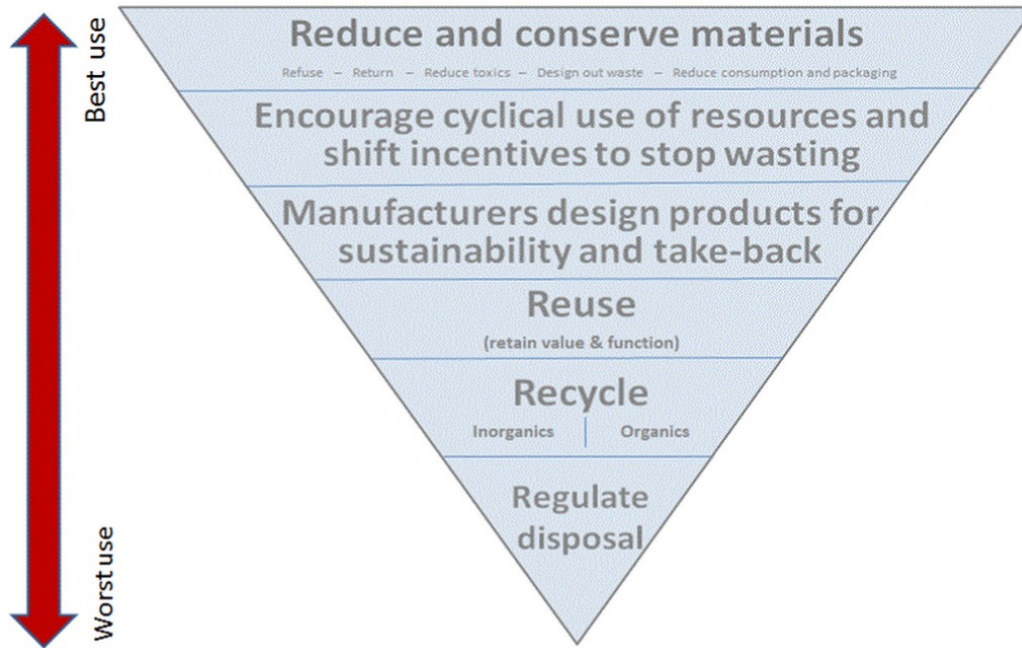 Best use
Reduce and conserve materials
Refuse – Return – Reduce toxics – Design out waste – Reduce consumption and packaging
Encourage cyclical use of resources and
shift incentives to stop wasting
Manufacturers design products for
sustainability and take-back
Reuse
(retain value & function)
Recycle
Inorganics | Organics
Regulate
disposal
Worst use